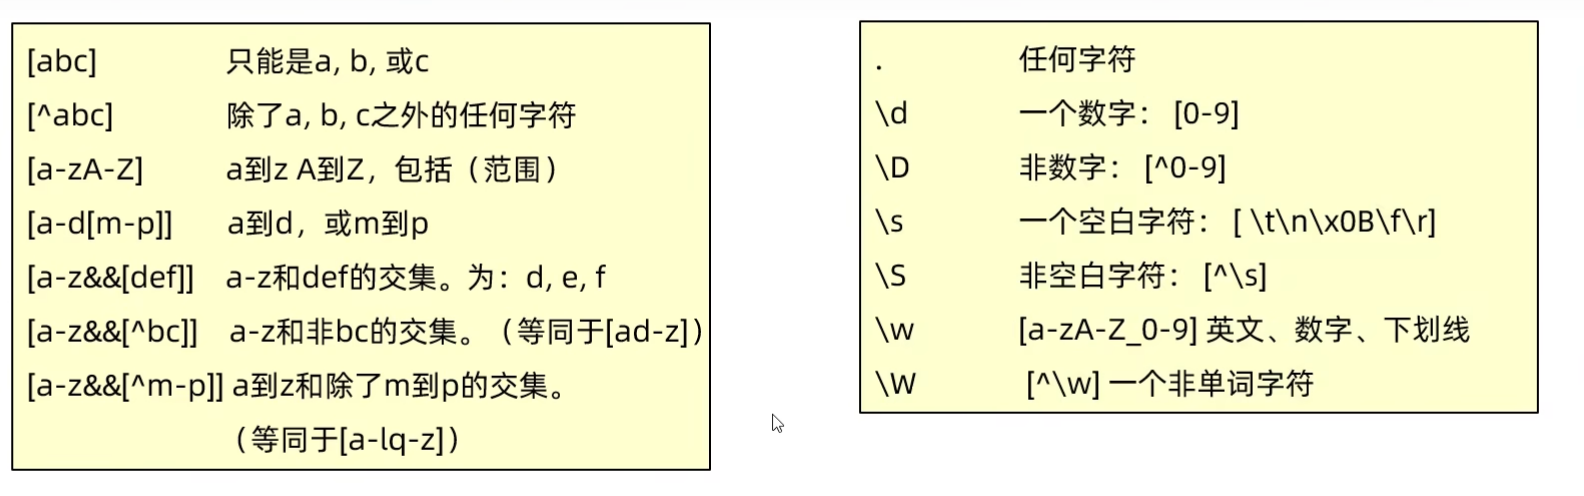 [abc] 只能是a, b, 或c
[^abc] 除了a, b, c之外的任何字符
[a-zA-Z] a到z A到Z，包括（范围）
[a-d[m-p]] a到d，或m到p
[a-z&&[def]] a-z和def的交集。为：d, e, f
[a-z&&[^bc]] a-z和非bc的交集。（等同于[ad-z]）
[a-z&&[^m-p]] a到z和除了m到p的交集。
（等同于[a-lq-z]）
. 任何字符
\d 一个数字： [0-9]
\D 非数字： [^0-9]
\s 一个空白字符： [ \t\n\x0B\f\r]
\S 非空白字符： [^\s]
\w [a-zA-Z_0-9] 英文、数字、下划线
\W [^\w] 一个非单词字符